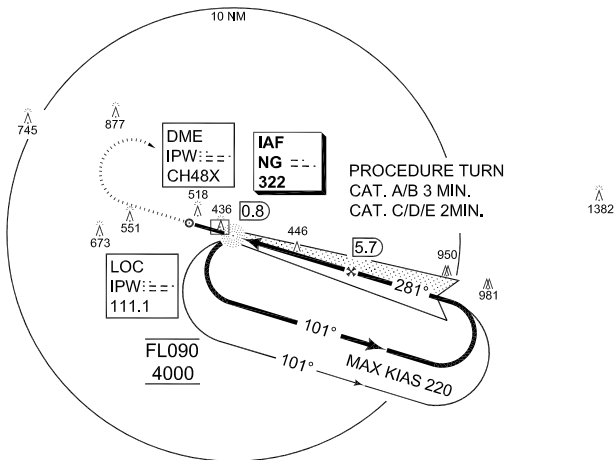 10 NM
745
877
DME
IPW
CH48X
IAF
NG
322
PROCEDURE TURN
CAT. A/B 3 MIN.
CAT. C/D/E 2MIN.
1382
518
436
0.8
551
673
446
5.7
950
981
LOC
IPW
111.1
281°
101°
FL090
4000
101°
MAX KIAS 220